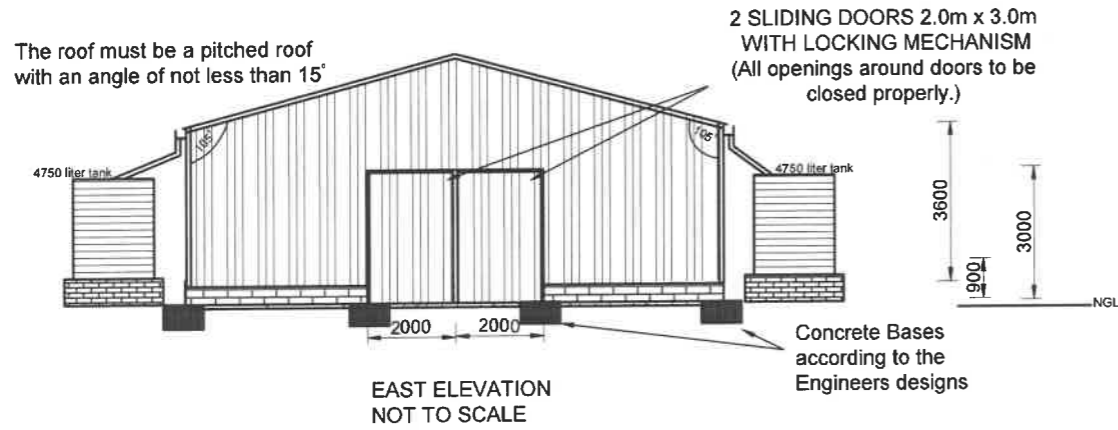 The roof must be a pitched roof
with an angle of not less than 15°
2 SLIDING DOORS 2.0m x 3.0m
WITH LOCKING MECHANISM
(All openings around doors to be
closed properly.)
105°
105°
4750 liter tank
4750 liter tank
3600
3000
900
NGL
2000
2000
Concrete Bases
according to the
Engineers designs
EAST ELEVATION
NOT TO SCALE